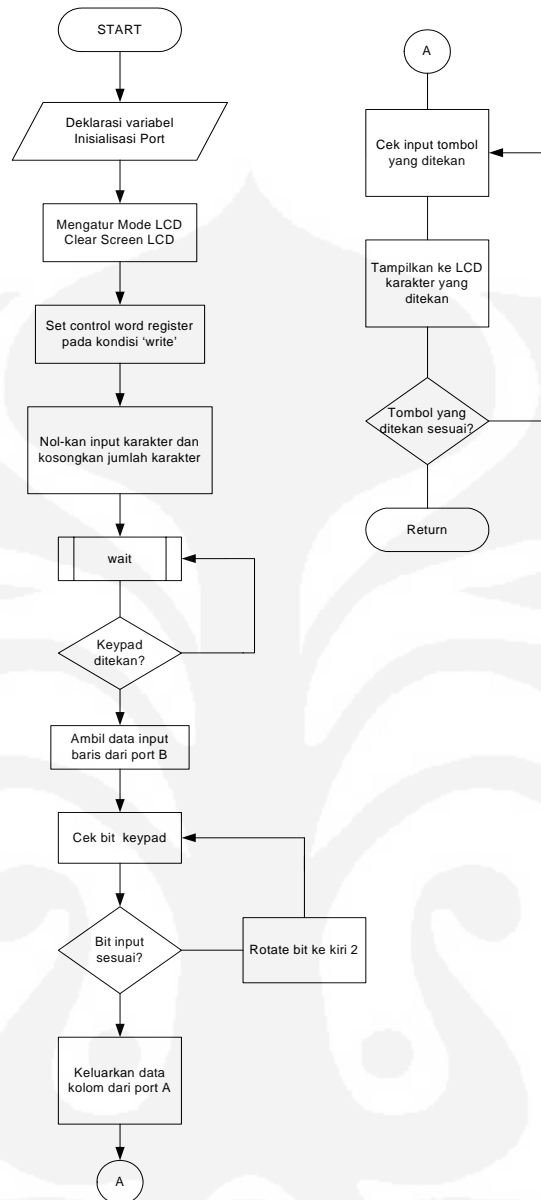 START
Deklarasi variabel
Inisialisasi Port
Mengatur Mode LCD
Clear Screen LCD
Set control word register
pada kondisi ‘write’
Nol-kan input karakter dan
kosongkan jumlah karakter
wait
Keypad
ditekan?
Ambil data input
baris dari port B
Cek bit keypad
Bit input
sesuai?
Rotate bit ke kiri 2
Keluarkan data
kolom dari port A
A
A
Cek input tombol
yang ditekan
Tampilkan ke LCD
karakter yang
ditekan
Tombol yang
ditekan sesuai?
Return